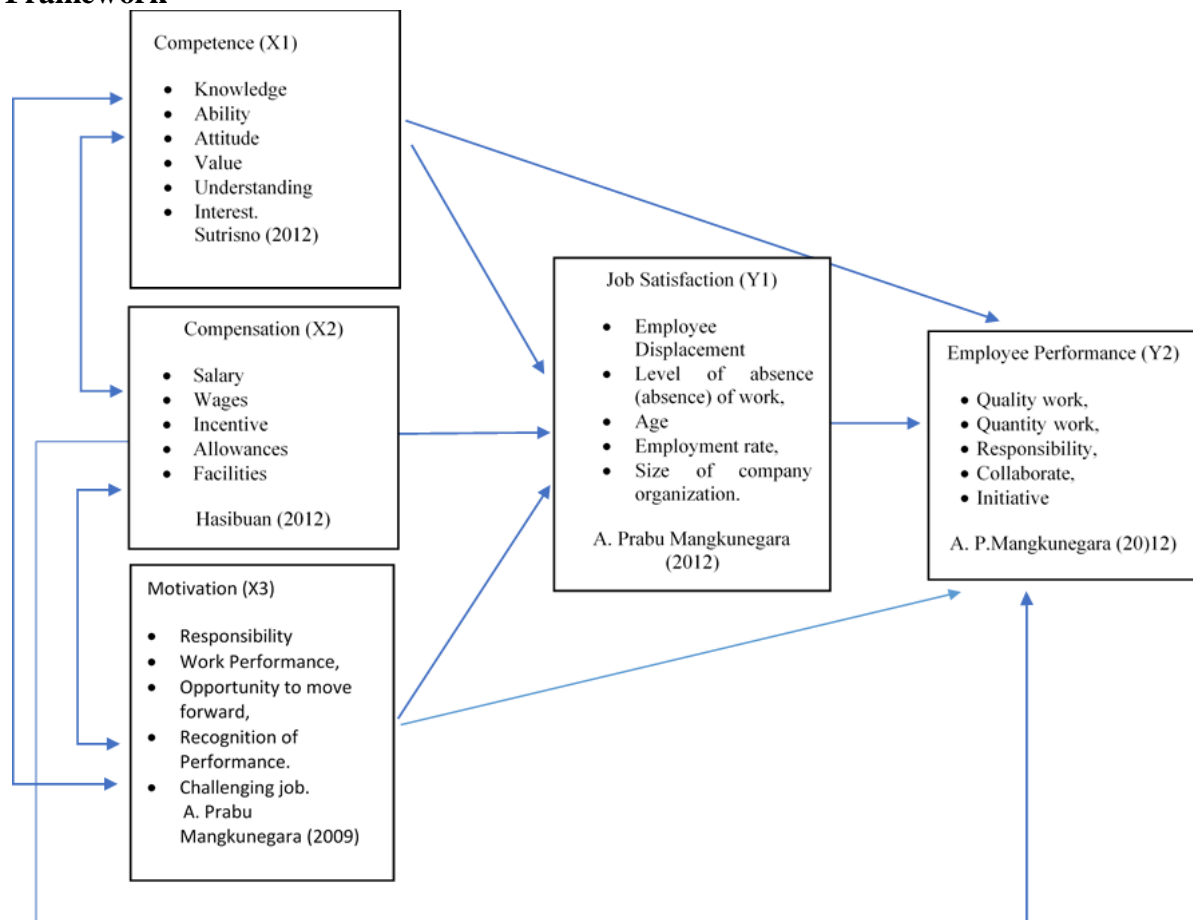 Framework
Competence (X1)
• Knowledge
• Ability
• Attitude
• Value
• Understanding
• Interest.
Sutrisno (2012)
Compensation (X2)
• Salary
• Wages
• Incentive
• Allowances
• Facilities
Hasibuan (2012)
Motivation (X3)
• Responsibility
• Work Performance,
• Opportunity to move
forward,
• Recognition of
Performance.
• Challenging job.
A. Prabu
Mangkunegara (2009)
Job Satisfaction (Y1)
• Employee
Displacement
• Level of absence
(absence) of work,
• Age
• Employment rate,
• Size of company
organization.
A. Prabu Mangkunegara
(2012)
Employee Performance (Y2)
• Quality work,
• Quantity work,
• Responsibility,
• Collaborate,
• Initiative
A. P.Mangkunegara (20)12)